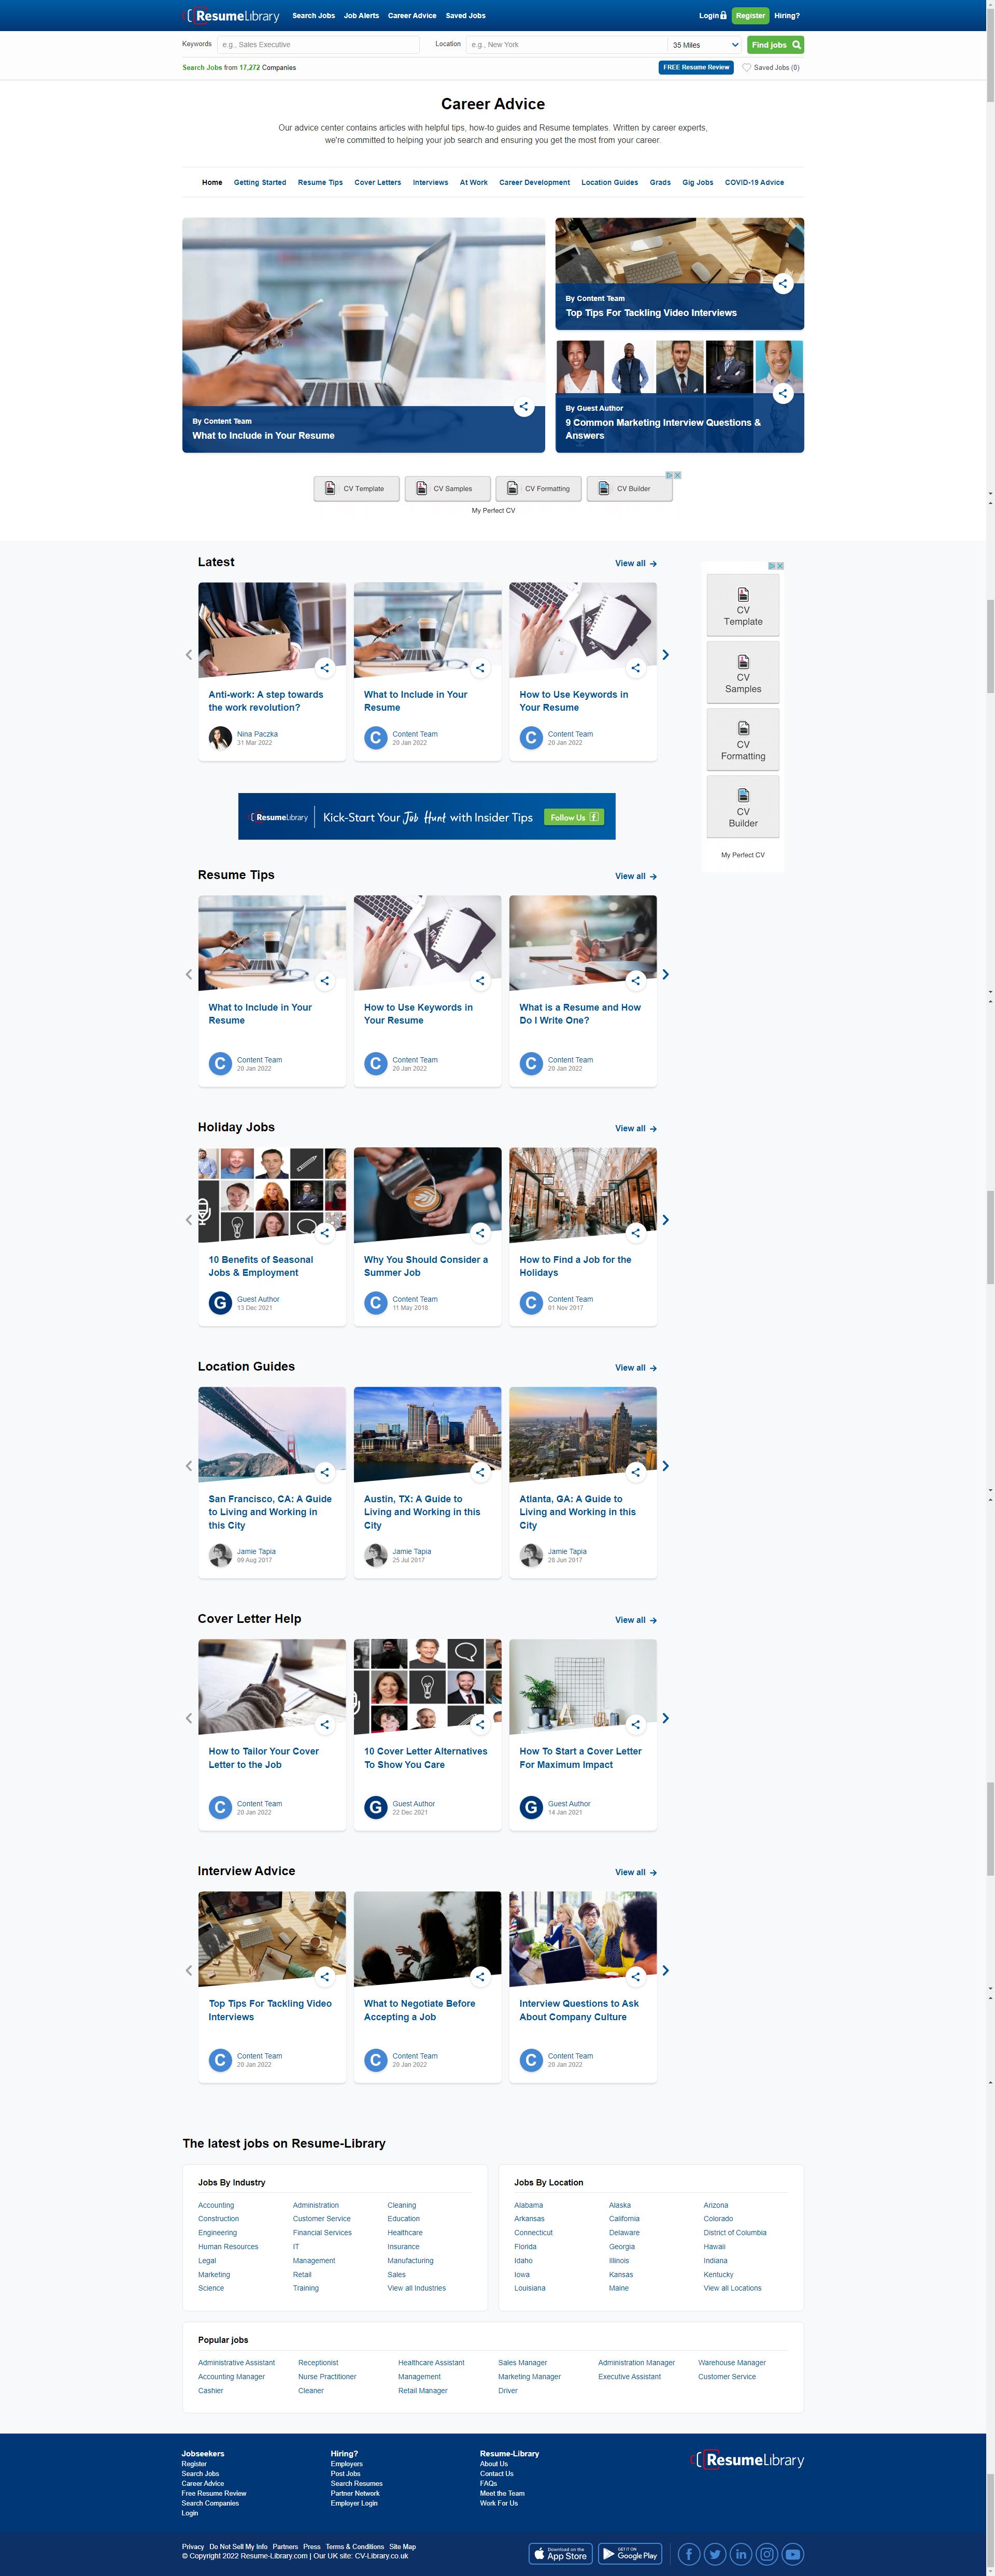 ResumeLibrary Search Jobs Job Alerts Career Advice Saved Jobs Login Register Hiring?
Keywords e.g., Sales Executive Location e.g., New York 35 Miles Find jobs
Search Jobs from 17,272 Companies FREE Resume Review Saved Jobs (0)
Career Advice
Our advice center contains articles with helpful tips, how-to guides and Resume templates. Written by career experts,
we're committed to helping your job search and ensuring you get the most from your career.
Home Getting Started Resume Tips Cover Letters Interviews At Work Career Development Location Guides Grads Gig Jobs COVID-19 Advice
By Content Team
What to Include in Your Resume
By Content Team
Top Tips For Tackling Video Interviews
By Guest Author
9 Common Marketing Interview Questions &
Answers
CV Template CV Samples CV Formatting CV Builder
My Perfect CV
Latest View all
Anti-work: A step towards
the work revolution?
Nina Paczka
31 Mar 2022
What to Include in Your
Resume
Content Team
20 Jan 2022
How to Use Keywords in
Your Resume
Content Team
20 Jan 2022
CV
Template
CV
Samples
CV
Formatting
CV
Builder
My Perfect CV
ResumeLibrary Kick-Start Your Job Hunt with Insider Tips Follow Us
Resume Tips View all
What to Include in Your
Resume
Content Team
20 Jan 2022
How to Use Keywords in
Your Resume
Content Team
20 Jan 2022
What is a Resume and How
Do I Write One?
Content Team
20 Jan 2022
Holiday Jobs View all
10 Benefits of Seasonal
Jobs & Employment
G Guest Author
13 Dec 2021
Why You Should Consider a
Summer Job
C Content Team
11 May 2018
How to Find a Job for the
Holidays
C Content Team
01 Nov 2017
Location Guides View all
San Francisco, CA: A Guide
to Living and Working in
this City
Jamie Tapia
09 Aug 2017
Austin, TX: A Guide to
Living and Working in this
City
Jamie Tapia
25 Jul 2017
Atlanta, GA: A Guide to
Living and Working in this
City
Jamie Tapia
28 Jun 2017
Cover Letter Help View all
How to Tailor Your Cover
Letter to the Job
C Content Team
20 Jan 2022
10 Cover Letter Alternatives
To Show You Care
G Guest Author
22 Dec 2021
How To Start a Cover Letter
For Maximum Impact
G Guest Author
14 Jan 2021
Interview Advice View all
Top Tips For Tackling Video
Interviews
C Content Team
20 Jan 2022
What to Negotiate Before
Accepting a Job
C Content Team
20 Jan 2022
Interview Questions to Ask
About Company Culture
C Content Team
20 Jan 2022
The latest jobs on Resume-Library
Jobs By Industry
Accounting Administration Cleaning
Construction Customer Service Education
Engineering Financial Services Healthcare
Human Resources IT Insurance
Legal Management Manufacturing
Marketing Retail Sales
Science Training View all Industries
Jobs By Location
Alabama Alaska Arizona
Arkansas California Colorado
Connecticut Delaware District of Columbia
Florida Georgia Hawaii
Idaho Illinois Indiana
Iowa Kansas Kentucky
Louisiana Maine View all Locations
Popular jobs
Administrative Assistant Receptionist Healthcare Assistant Sales Manager Administration Manager Warehouse Manager
Accounting Manager Nurse Practitioner Management Marketing Manager Executive Assistant Customer Service
Cashier Cleaner Retail Manager Driver
Jobseekers
Register
Search Jobs
Career Advice
Free Resume Review
Search Companies
Login
Hiring?
Employers
Post Jobs
Search Resumes
Partner Network
Employer Login
Resume-Library
About Us
Contact Us
FAQs
Meet the Team
Work For Us
ResumeLibrary
Privacy Do Not Sell My Info Partners Press Terms & Conditions Site Map
© Copyright 2022 Resume-Library.com | Our UK site: CV-Library.co.uk
Download on the
App Store
GET IT ON
Google Play